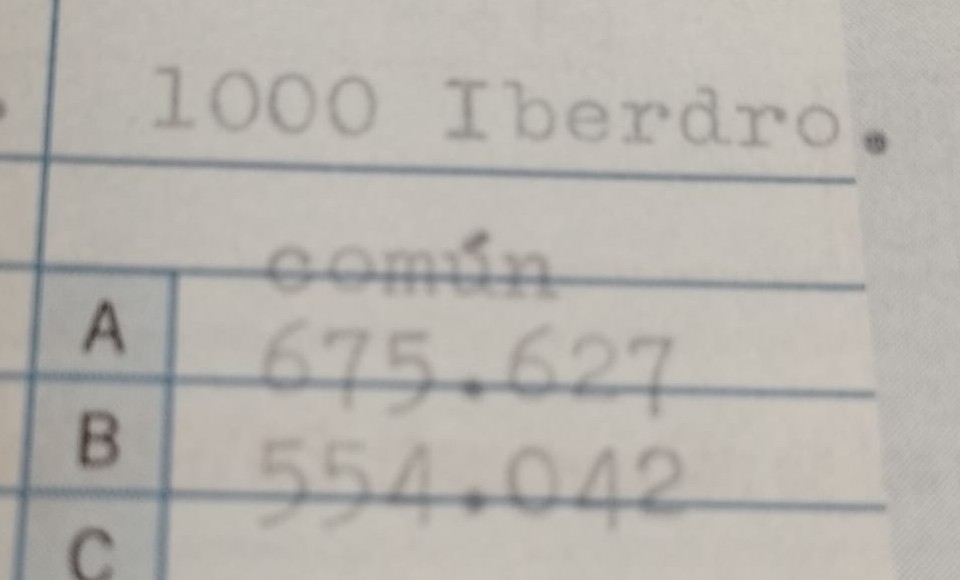 1000 Iberdro.
común
A 675.627
B 554.042
C